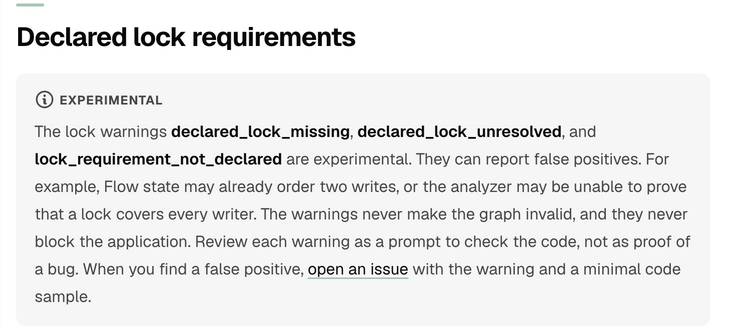 Declared lock requirements
EXPERIMENTAL
The lock warnings declared_lock_missing, declared_lock_unresolved, and
lock_requirement_not_declared are experimental. They can report false positives. For
example, Flow state may already order two writes, or the analyzer may be unable to prove
that a lock covers every writer. The warnings never make the graph invalid, and they never
block the application. Review each warning as a prompt to check the code, not as proof of
a bug. When you find a false positive, open an issue with the warning and a minimal code
sample.